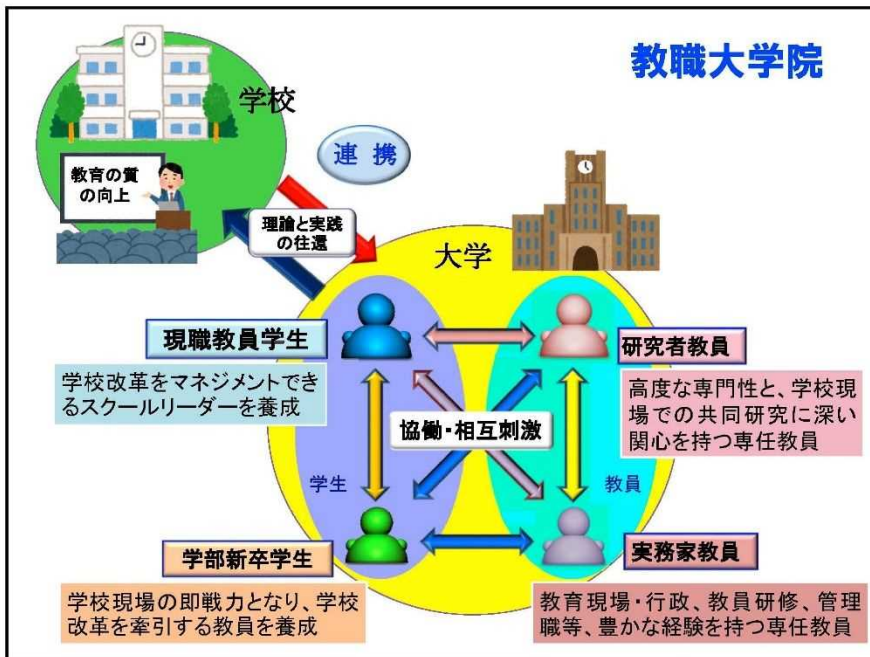 教職大学院
学校
教育の質
の向上
連 携
理論と実践
の往還
大学
現職教員学生
学校改革をマネジメントでき
るスクールリーダーを養成
研究者教員
高度な専門性と、学校現
場での共同研究に深い
関心を持つ専任教員
協働・相互刺激
学生
教員
学部新卒学生
学校現場の即戦力となり、学校
改革を牽引する教員を養成
実務家教員
教育現場・行政、教員研修、管理
職等、豊かな経験を持つ専任教員